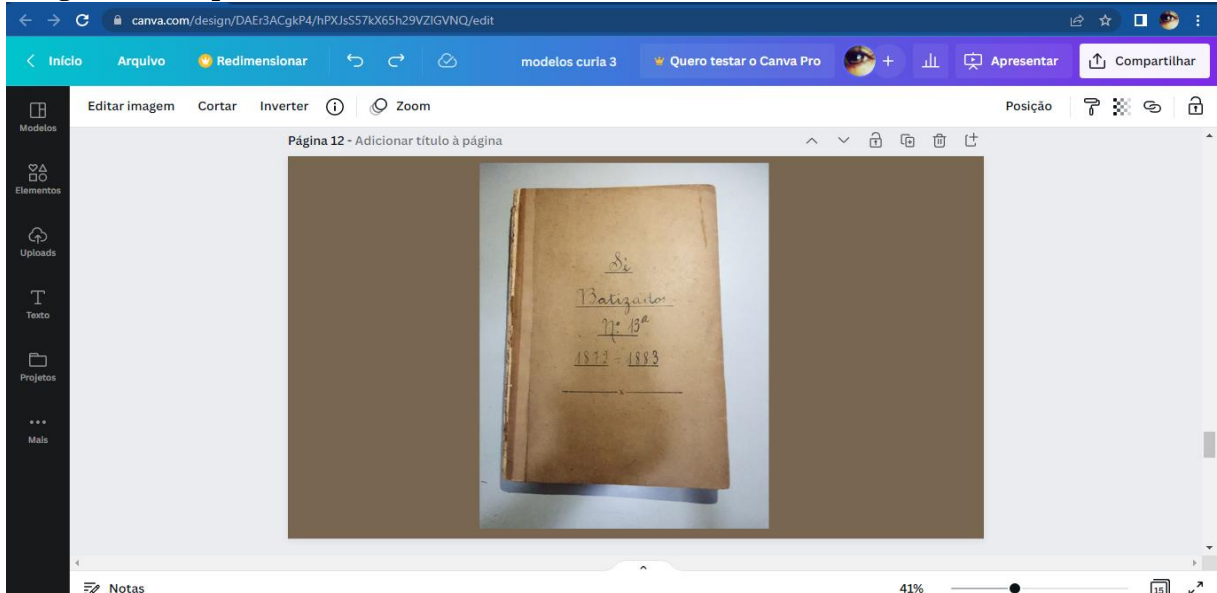 canva.com/design/DAEr3ACgkP4/hPXJsS57kX65h29VZIGVNQ/edit
Início Arquivo Redimensionar modelos curia 3 Quero testar o Canva Pro + Apresentar Compartilhar
Editar imagem Cortar Inverter Zoom Posição
Modelos
Elementos
Uploads
Texto
Projetos
Mais
Página 12 - Adicionar título à página
Batizados
Nº 13ª
1872 - 1883
Notas 41% 15